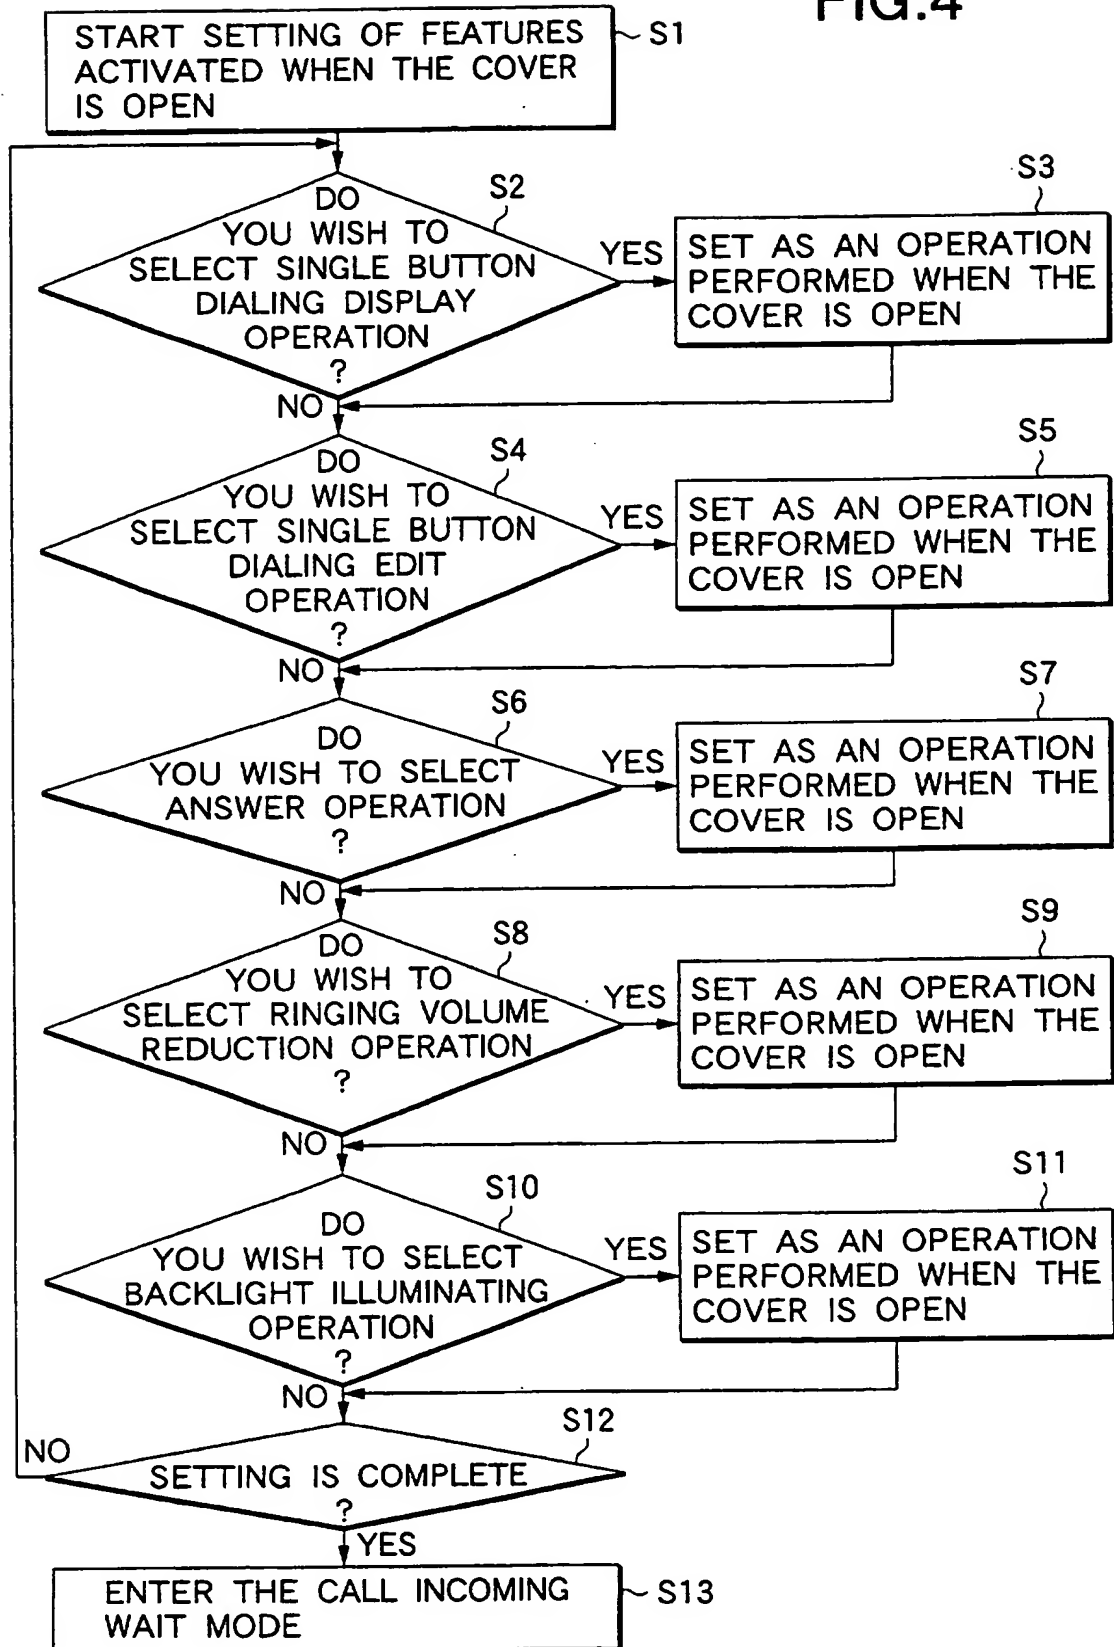 FIG.4
START SETTING OF FEATURES
ACTIVATED WHEN THE COVER
IS OPEN
S1
DO
YOU WISH TO
SELECT SINGLE BUTTON
DIALING DISPLAY
OPERATION
?
S2
YES
S3
SET AS AN OPERATION
PERFORMED WHEN THE
COVER IS OPEN
NO
DO
YOU WISH TO
SELECT SINGLE BUTTON
DIALING EDIT
OPERATION
?
S4
YES
S5
SET AS AN OPERATION
PERFORMED WHEN THE
COVER IS OPEN
NO
DO
YOU WISH TO SELECT
ANSWER OPERATION
?
S6
YES
S7
SET AS AN OPERATION
PERFORMED WHEN THE
COVER IS OPEN
NO
DO
YOU WISH TO
SELECT RINGING VOLUME
REDUCTION OPERATION
?
S8
YES
S9
SET AS AN OPERATION
PERFORMED WHEN THE
COVER IS OPEN
NO
DO
YOU WISH TO SELECT
BACKLIGHT ILLUMINATING
OPERATION
?
S10
YES
S11
SET AS AN OPERATION
PERFORMED WHEN THE
COVER IS OPEN
NO
SETTING IS COMPLETE
?
S12
NO
YES
ENTER THE CALL INCOMING
WAIT MODE
S13